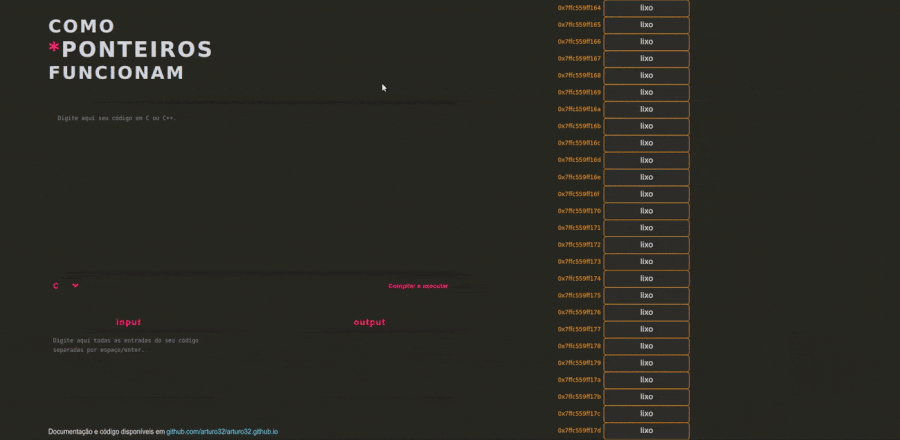 COMO
*PONTEIROS
FUNCIONAM
Digite aqui seu código em C ou C++.
C
Compilar e executar
input
output
Digite aqui todas as entradas do seu código
separadas por espaço/enter.
Documentação e código disponíveis em github.com/arturo32/arturo32.github.io
0x7ffc559ff164 lixo
0x7ffc559ff165 lixo
0x7ffc559ff166 lixo
0x7ffc559ff167 lixo
0x7ffc559ff168 lixo
0x7ffc559ff169 lixo
0x7ffc559ff16a lixo
0x7ffc559ff16b lixo
0x7ffc559ff16c lixo
0x7ffc559ff16d lixo
0x7ffc559ff16e lixo
0x7ffc559ff16f lixo
0x7ffc559ff170 lixo
0x7ffc559ff171 lixo
0x7ffc559ff172 lixo
0x7ffc559ff173 lixo
0x7ffc559ff174 lixo
0x7ffc559ff175 lixo
0x7ffc559ff176 lixo
0x7ffc559ff177 lixo
0x7ffc559ff178 lixo
0x7ffc559ff179 lixo
0x7ffc559ff17a lixo
0x7ffc559ff17b lixo
0x7ffc559ff17c lixo
0x7ffc559ff17d lixo